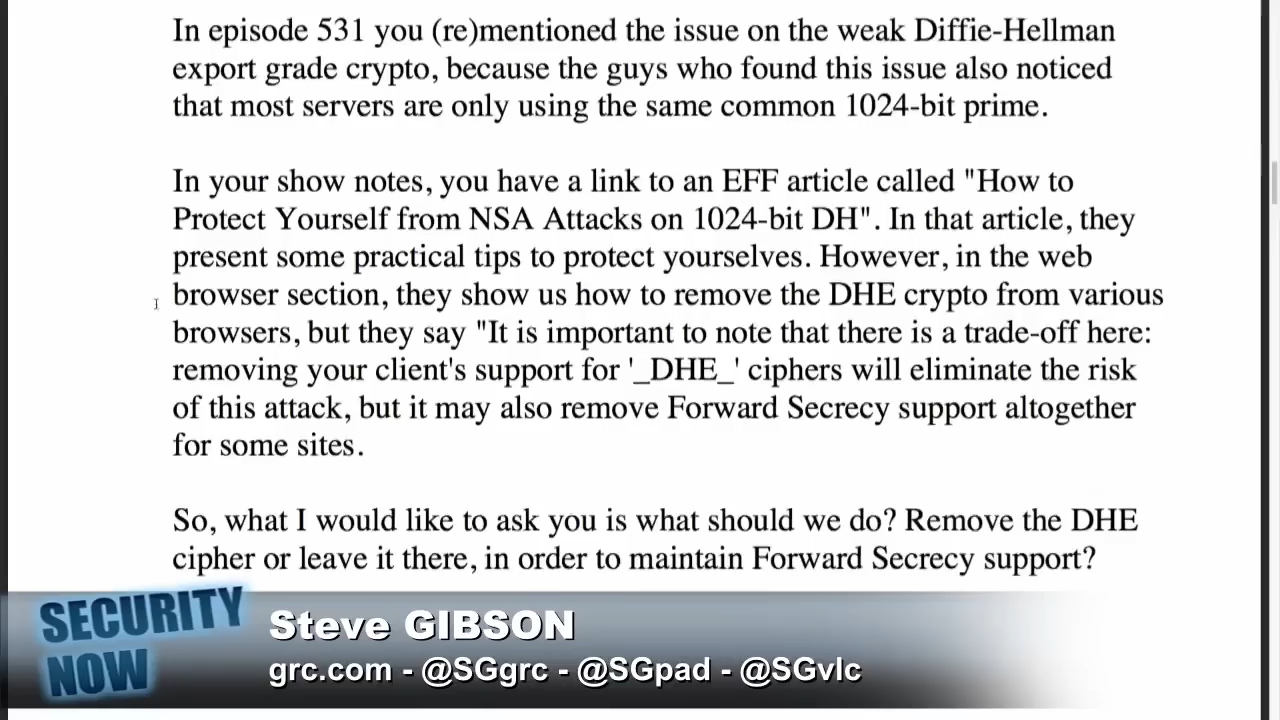 In episode 531 you (re)mentioned the issue on the weak Diffie-Hellman
export grade crypto, because the guys who found this issue also noticed
that most servers are only using the same common 1024-bit prime.
In your show notes, you have a link to an EFF article called "How to
Protect Yourself from NSA Attacks on 1024-bit DH". In that article, they
present some practical tips to protect yourselves. However, in the web
browser section, they show us how to remove the DHE crypto from various
browsers, but they say "It is important to note that there is a trade-off here:
removing your client's support for '_DHE_' ciphers will eliminate the risk
of this attack, but it may also remove Forward Secrecy support altogether
for some sites.
So, what I would like to ask you is what should we do? Remove the DHE
cipher or leave it there, in order to maintain Forward Secrecy support?
SECURITY
NOW
Steve GIBSON
grc.com - @SGgrc - @SGpad - @SGvlc